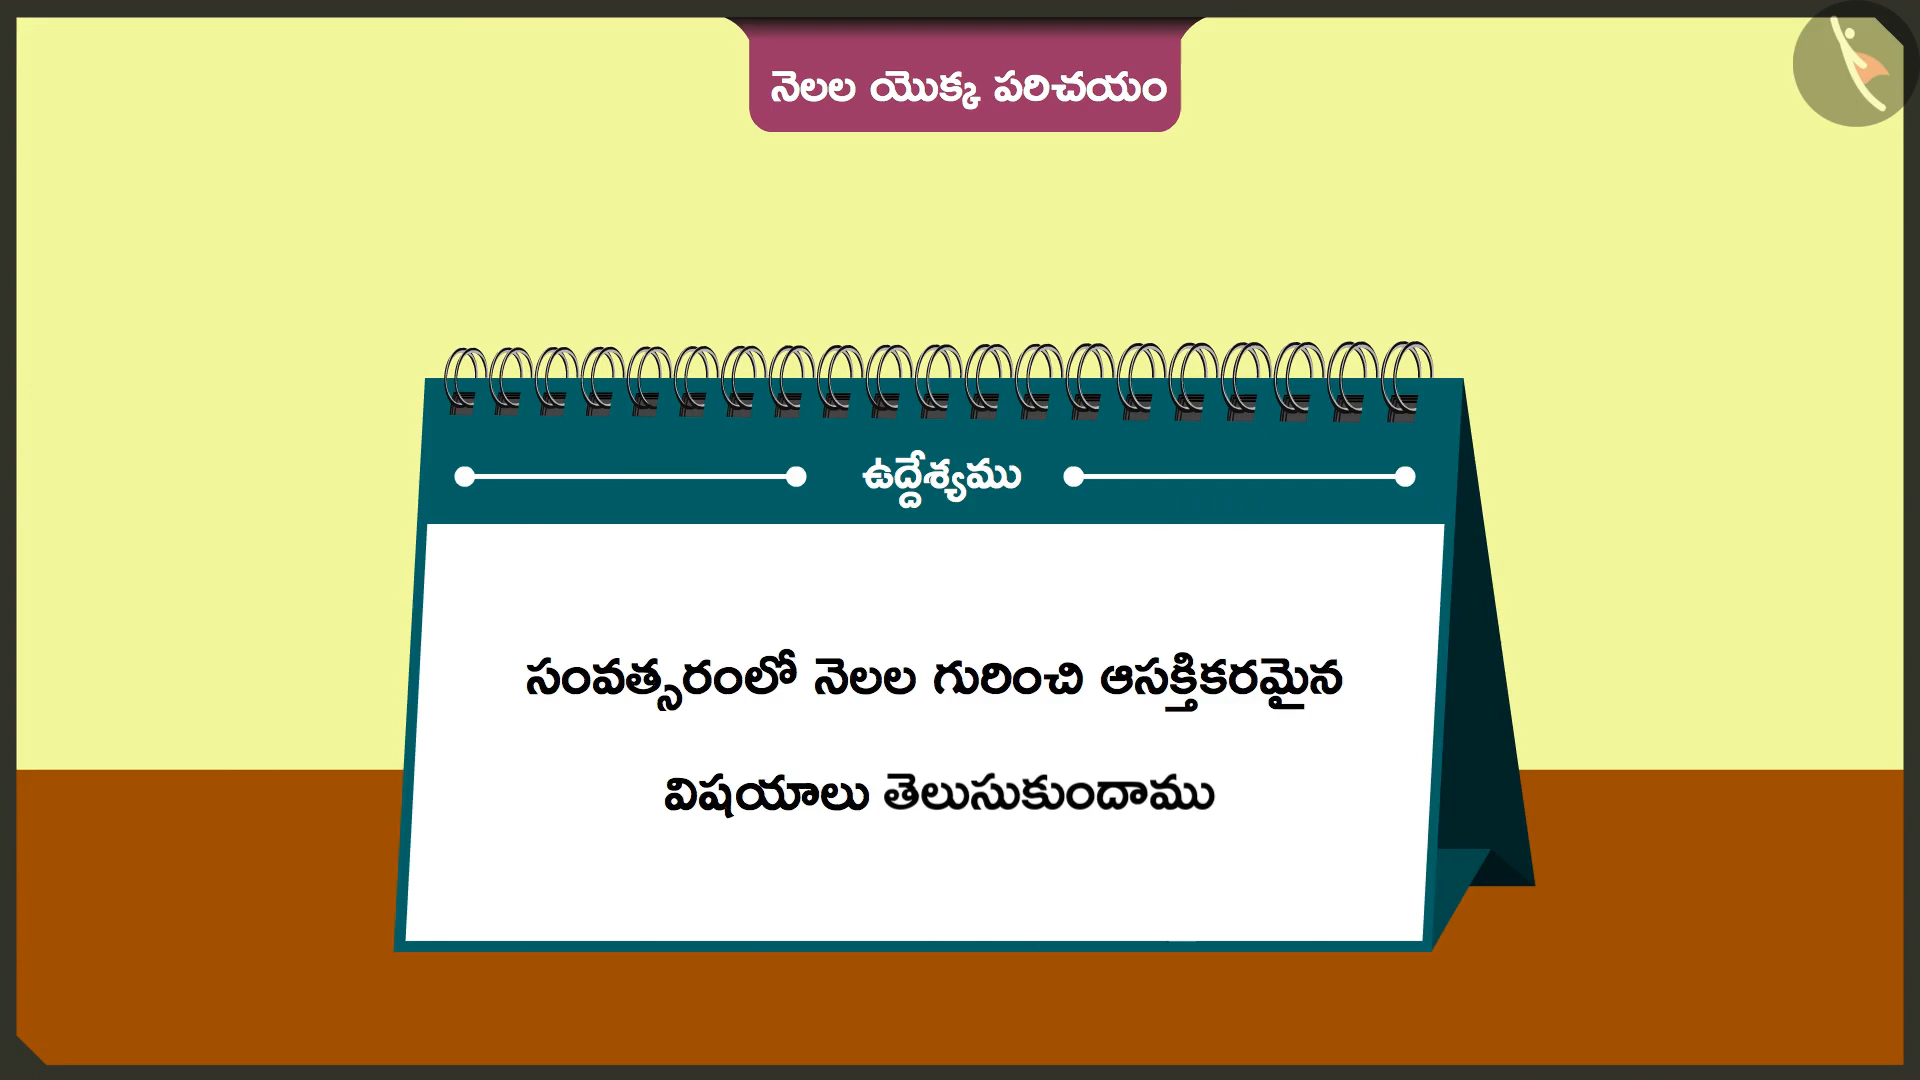 నెలల యొక్క పరిచయం
ఉద్దేశ్యము
సంవత్సరంలో నెలల గురించి ఆసక్తికరమైన
విషయాలు తెలుసుకుందాము